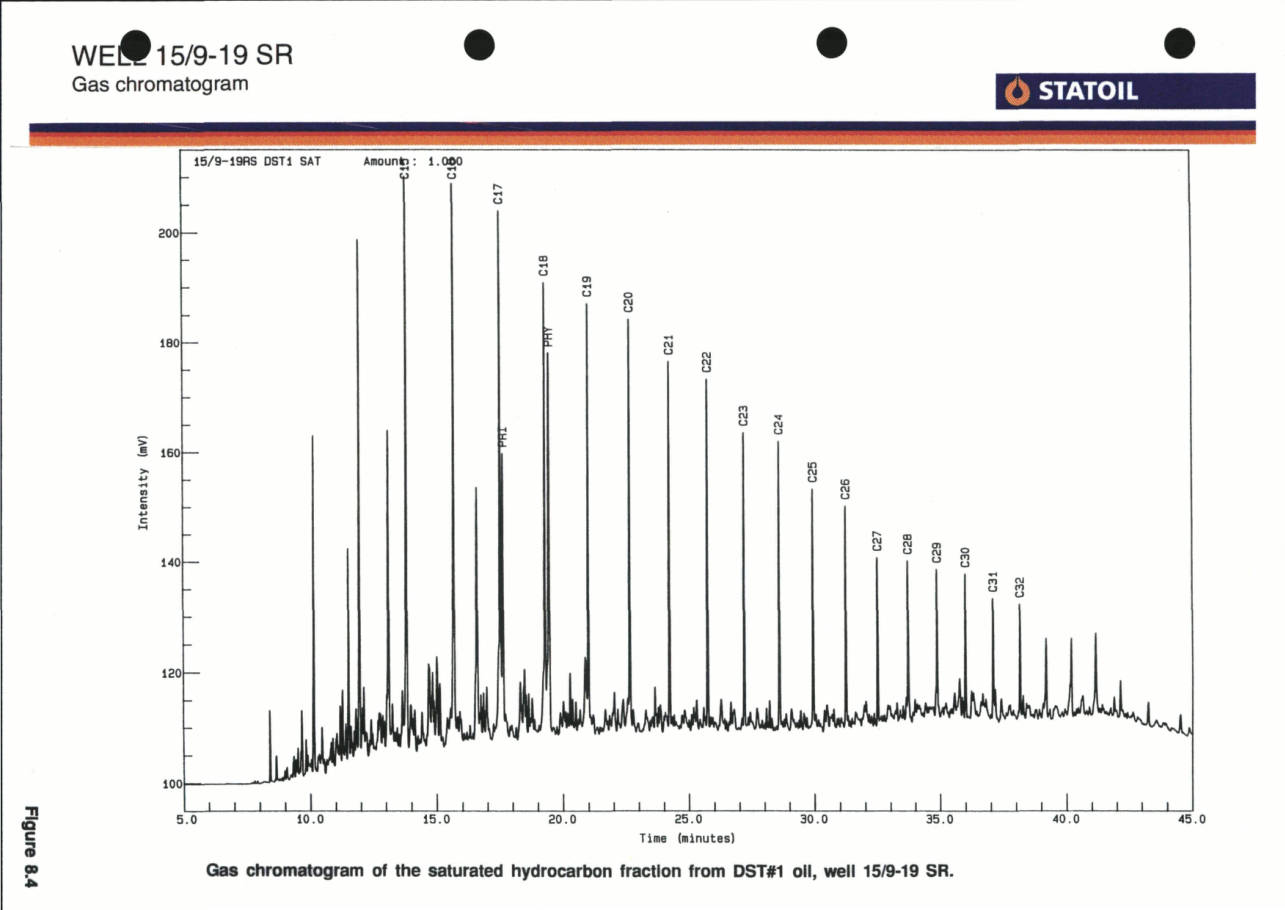 WELL 15/9-19 SR
Gas chromatogram
STATOIL
15/9-19RS DST1 SAT Amount: 1.000
C15
C16
C17
PRI
C18
PHY
C19
C20
C21
C22
C23
C24
C25
C26
C27
C28
C29
C30
C31
C32
200
180
160
140
120
100
Intensity (mV)
5.0 10.0 15.0 20.0 25.0 30.0 35.0 40.0 45.0
Time (minutes)
Figure 8.4
Gas chromatogram of the saturated hydrocarbon fraction from DST#1 oil, well 15/9-19 SR.